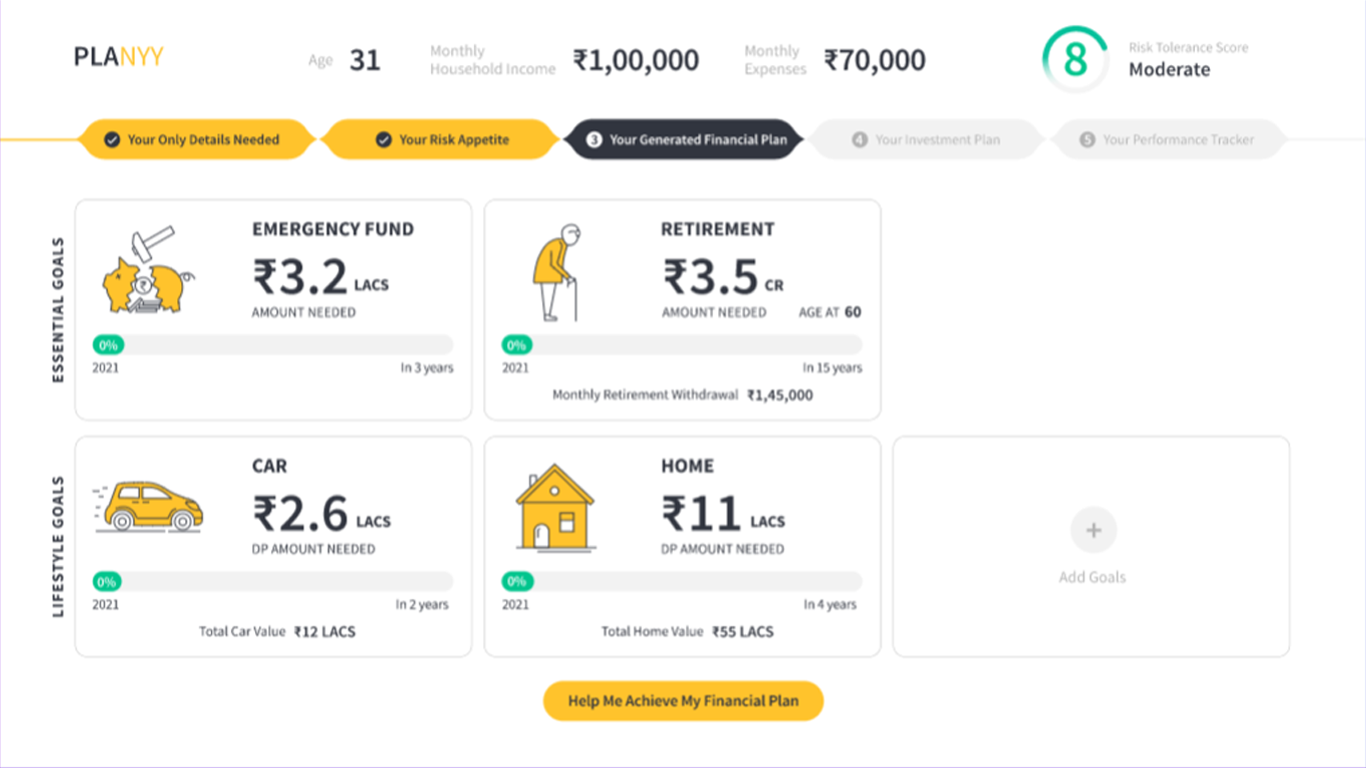 PLANYY
Age 31
Monthly
Household Income
₹1,00,000
Monthly
Expenses
₹70,000
8
Risk Tolerance Score
Moderate
Your Only Details Needed
Your Risk Appetite
3 Your Generated Financial Plan
4 Your Investment Plan
5 Your Performance Tracker
ESSENTIAL GOALS
₹
EMERGENCY FUND
₹3.2 LACS
AMOUNT NEEDED
0%
2021 In 3 years
RETIREMENT
₹3.5 CR
AMOUNT NEEDED AGE AT 60
0%
2021 In 15 years
Monthly Retirement Withdrawal ₹1,45,000
LIFESTYLE GOALS
CAR
₹2.6 LACS
DP AMOUNT NEEDED
0%
2021 In 2 years
Total Car Value ₹12 LACS
HOME
₹11 LACS
DP AMOUNT NEEDED
0%
2021 In 4 years
Total Home Value ₹55 LACS
+
Add Goals
Help Me Achieve My Financial Plan